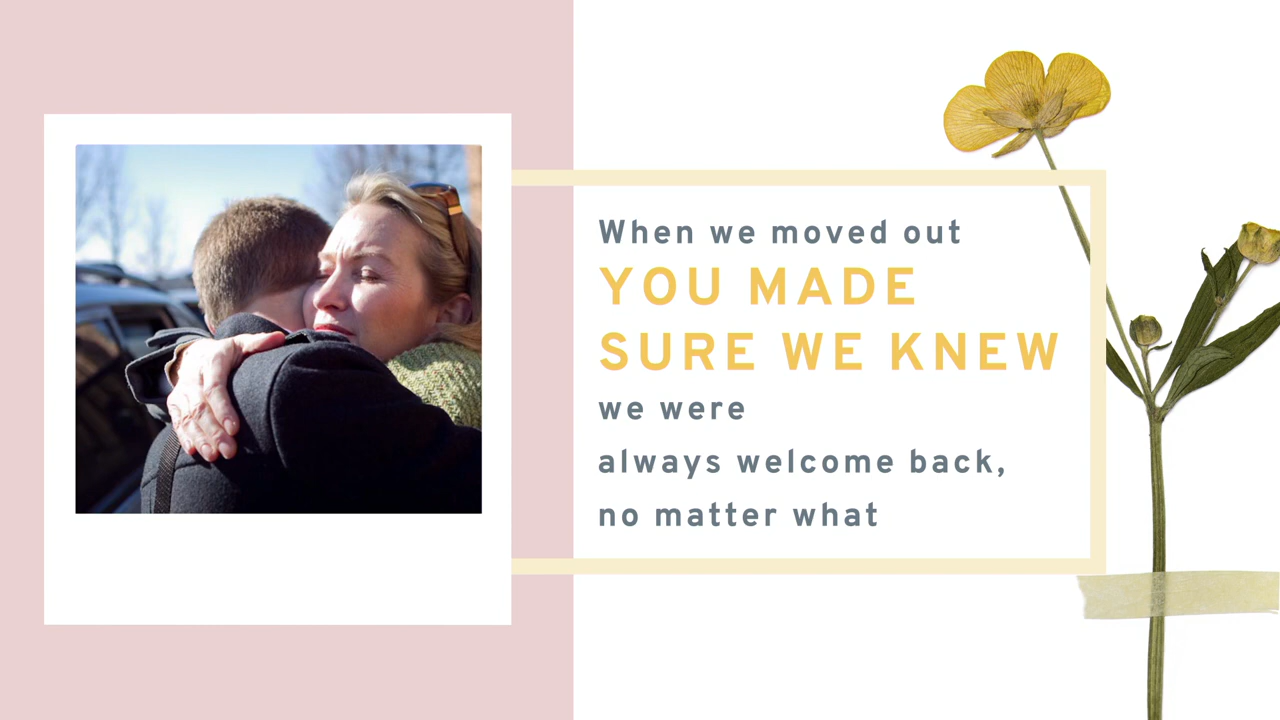 When we moved out
YOU MADE
SURE WE KNEW
we were
always welcome back,
no matter what